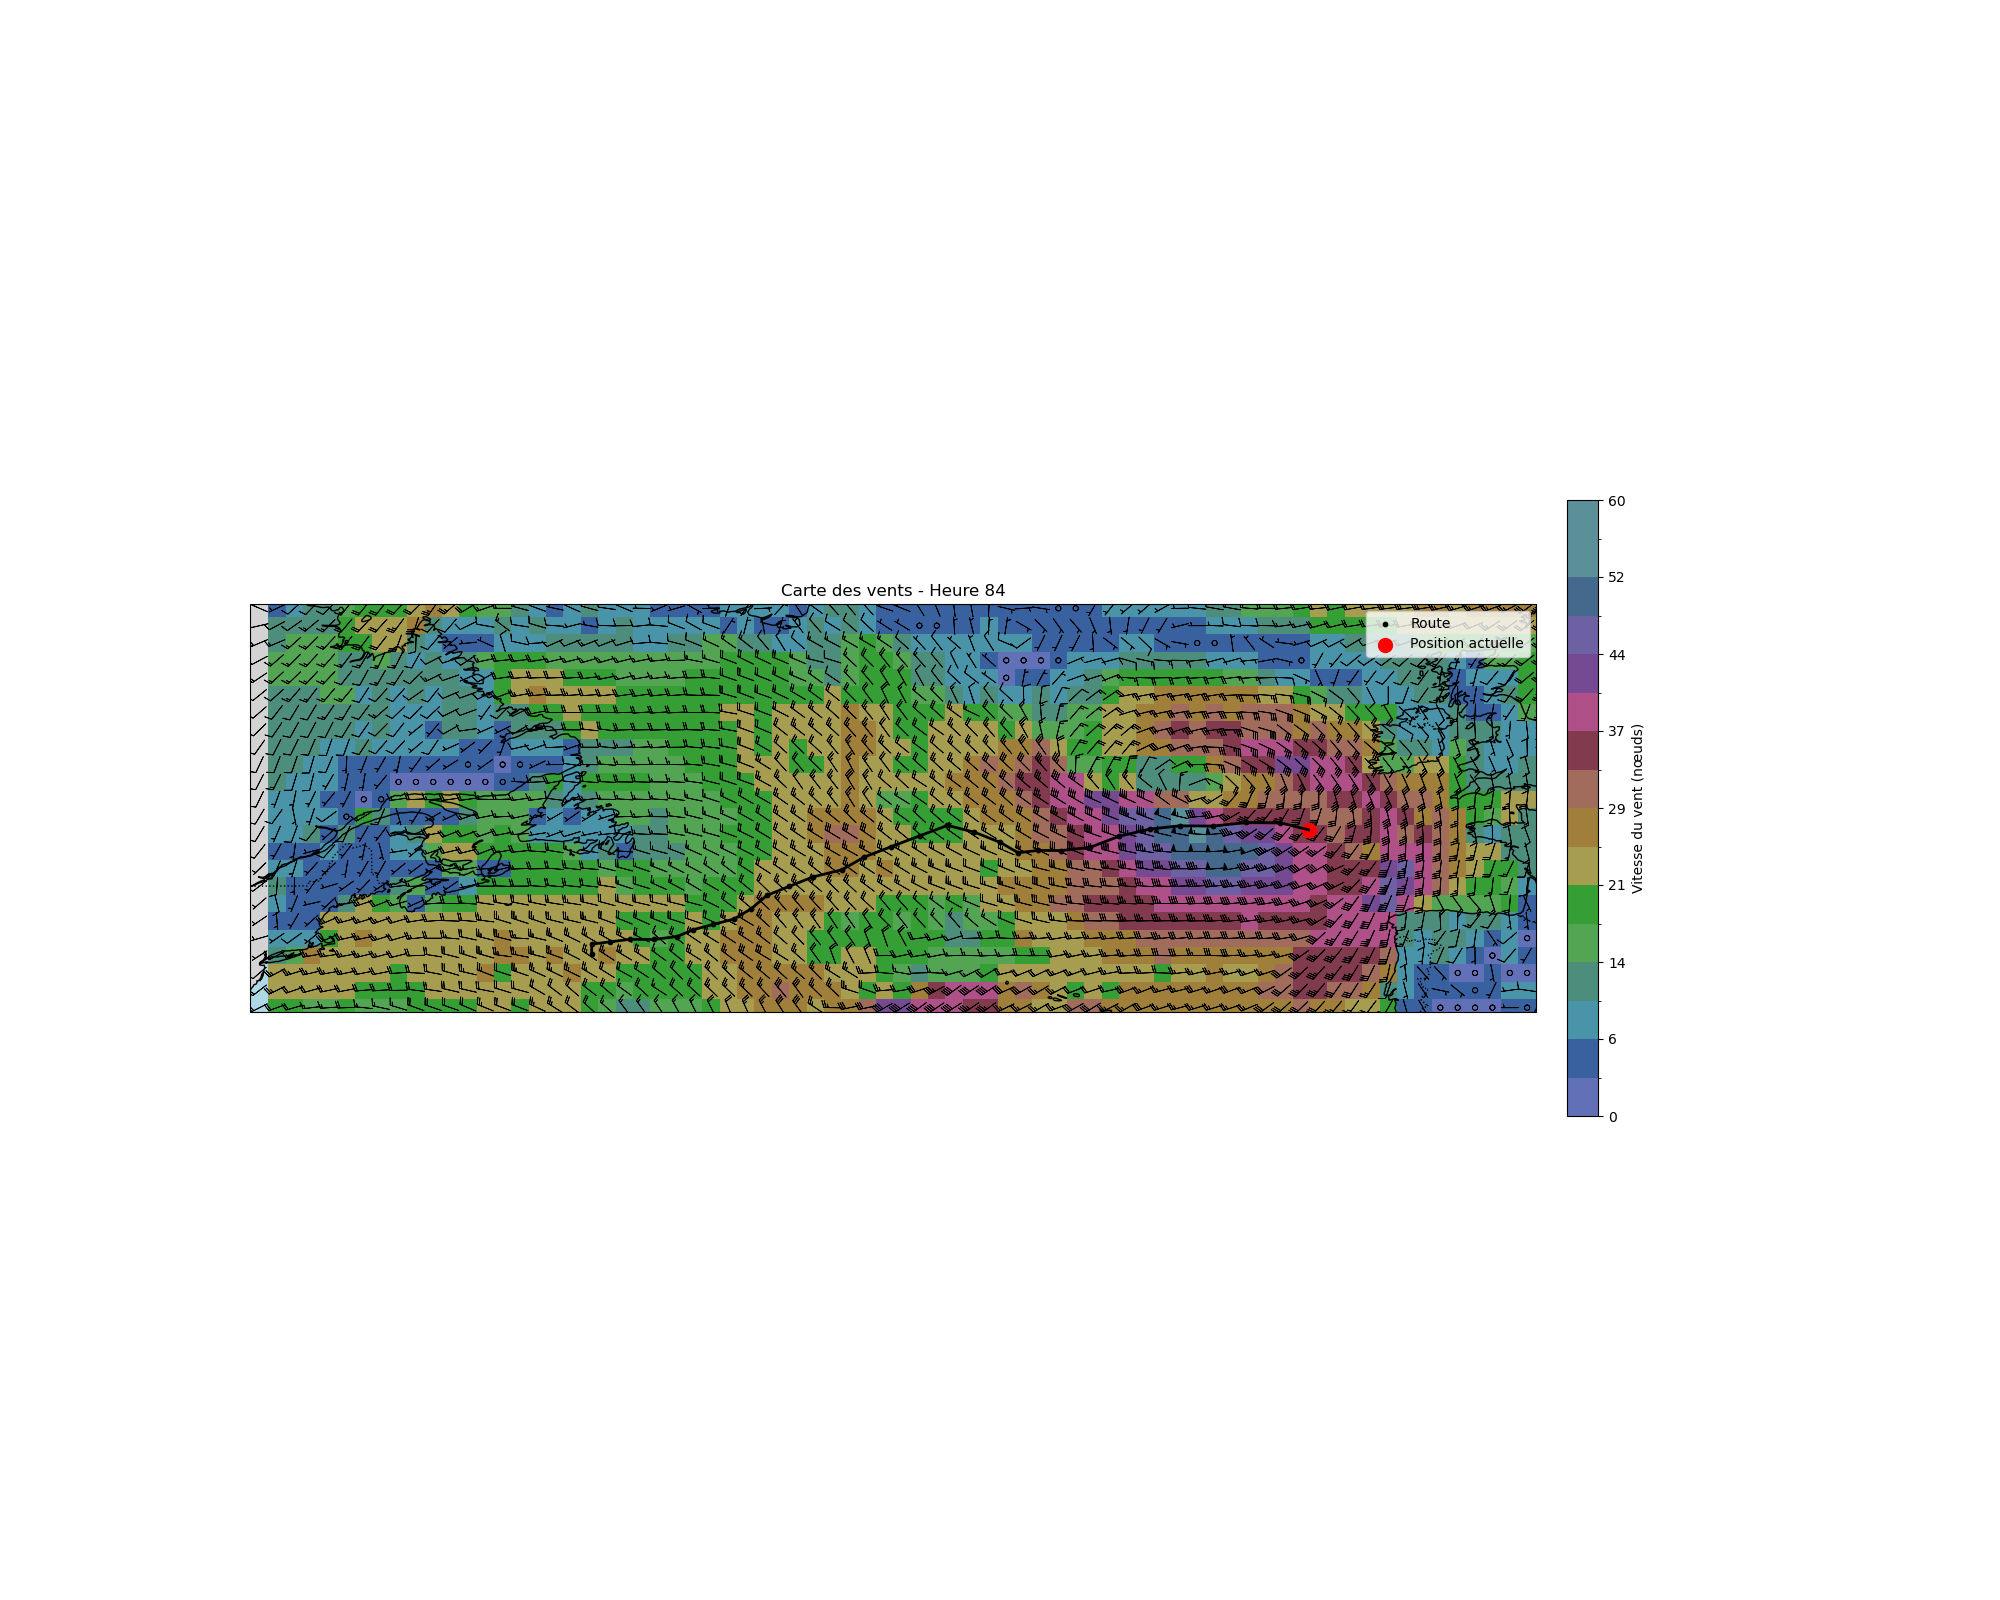 Carte des vents - Heure 84
Route
Position actuelle
60
52
44
37
29
21
14
6
0
Vitesse du vent (nœuds)